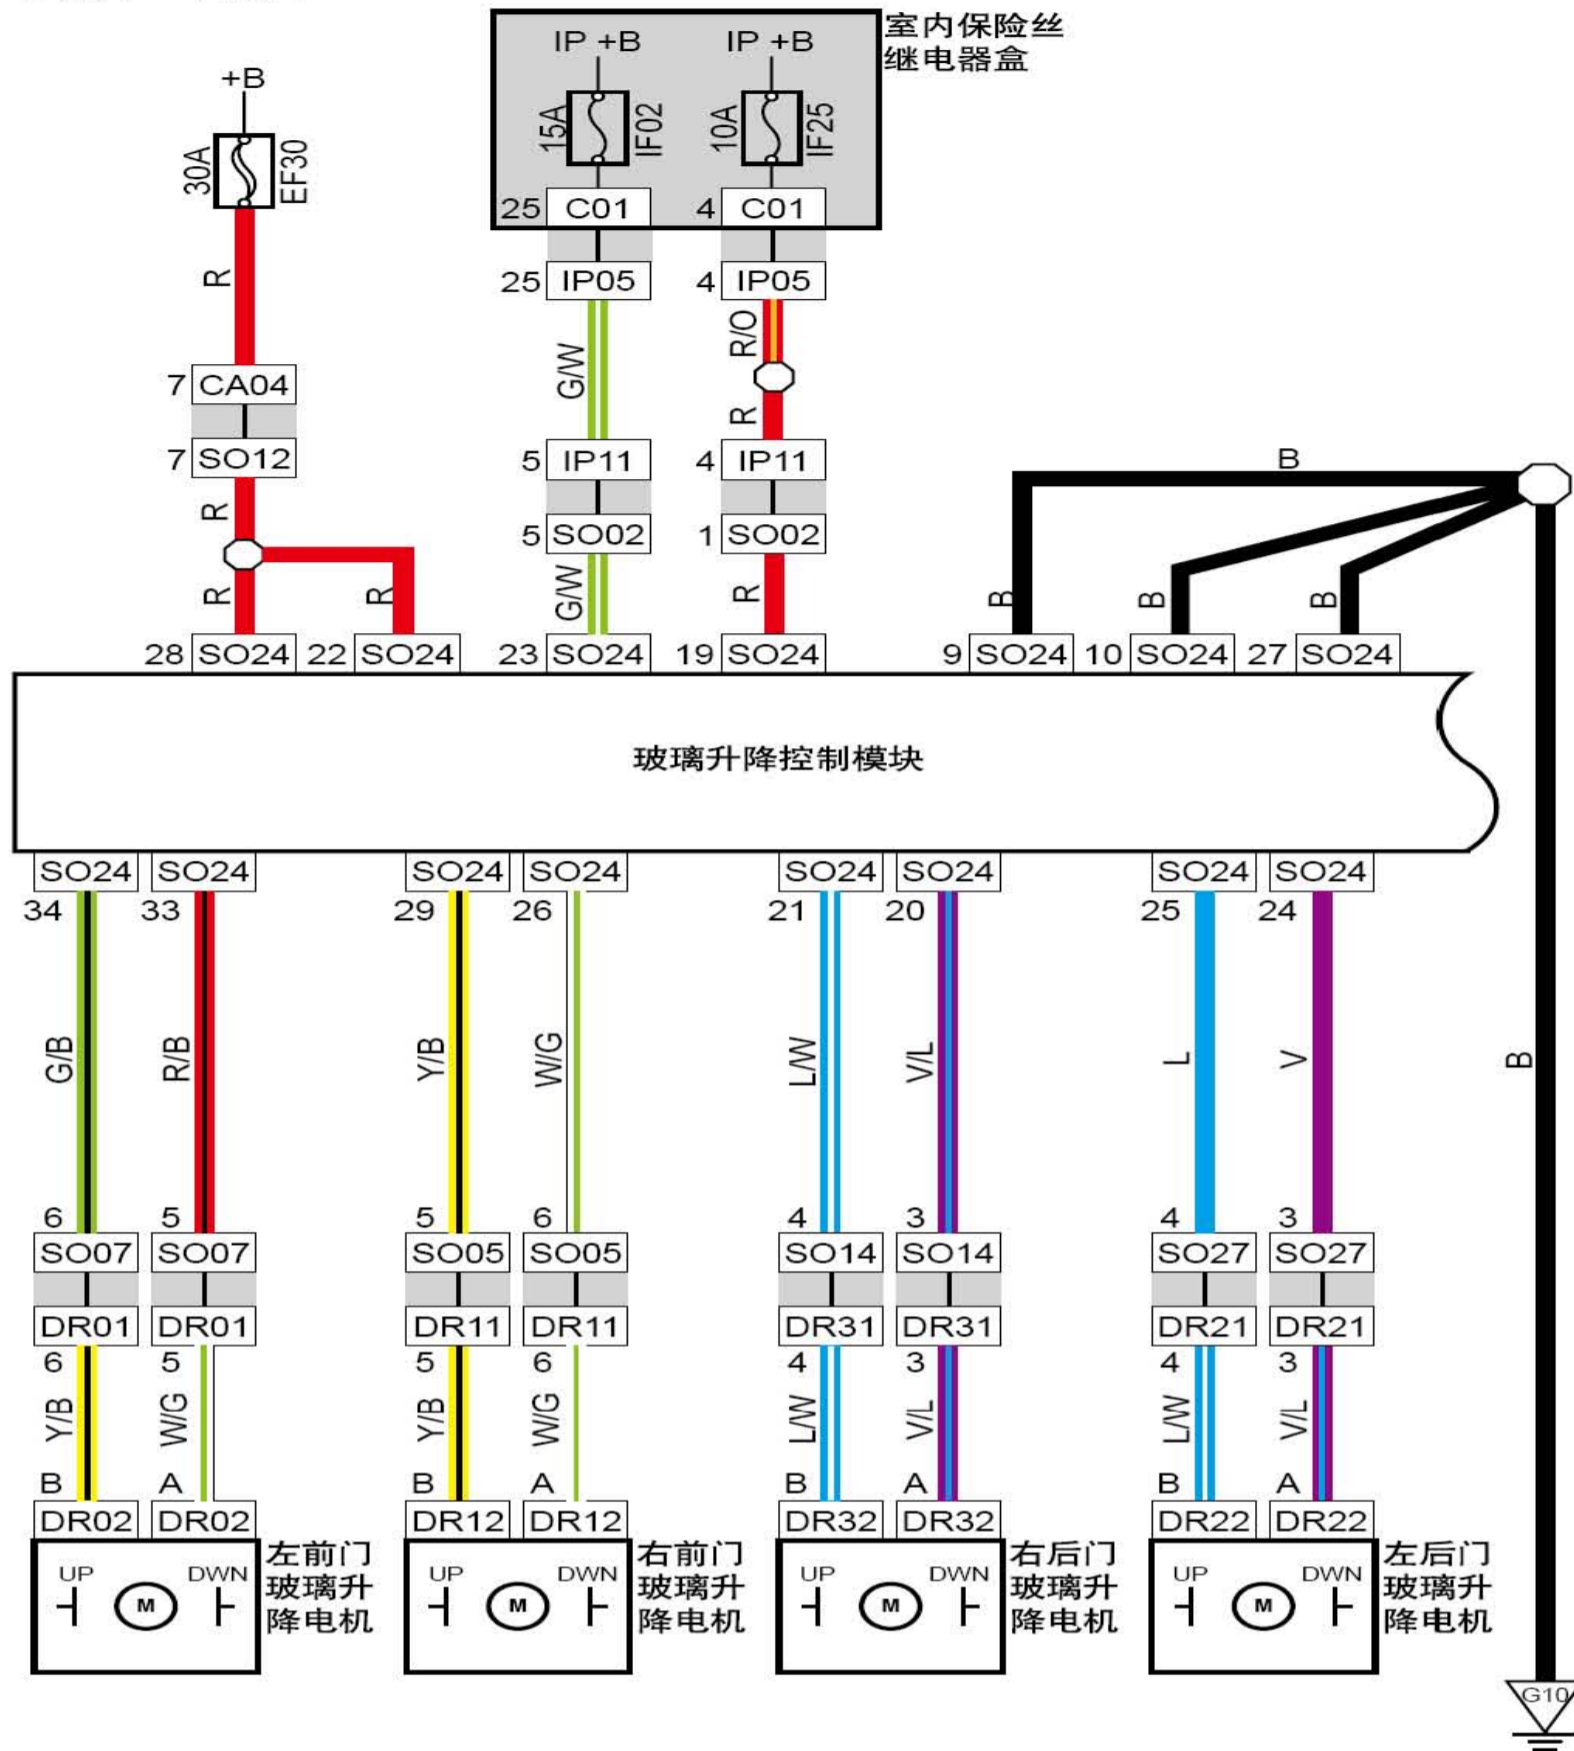 室内保险丝
继电器盒
IP +B IP +B
+B
15A IF02 10A IF25
30A EF30
25 C01 4 C01
25 IP05 4 IP05
R
R/O
G/W
7 CA04
R
7 SO12 5 IP11 4 IP11
B
R
5 SO02 1 SO02
R R G/W R B B B
28 SO24 22 SO24 23 SO24 19 SO24 9 SO24 10 SO24 27 SO24
玻璃升降控制模块
SO24 SO24 SO24 SO24 SO24 SO24 SO24 SO24
34 33 29 26 21 20 25 24
G/B R/B Y/B W/G L/W V/L L V B
6 5 5 6 4 3 4 3
SO07 SO07 SO05 SO05 SO14 SO14 SO27 SO27
DR01 DR01 DR11 DR11 DR31 DR31 DR21 DR21
6 5 5 6 4 3 4 3
Y/B W/G Y/B W/G L/W V/L L/W V/L
B A B A B A B A
DR02 DR02 DR12 DR12 DR32 DR32 DR22 DR22
UP M DWN
左前门
玻璃升
降电机
UP M DWN
右前门
玻璃升
降电机
UP M DWN
右后门
玻璃升
降电机
UP M DWN
左后门
玻璃升
降电机
G10